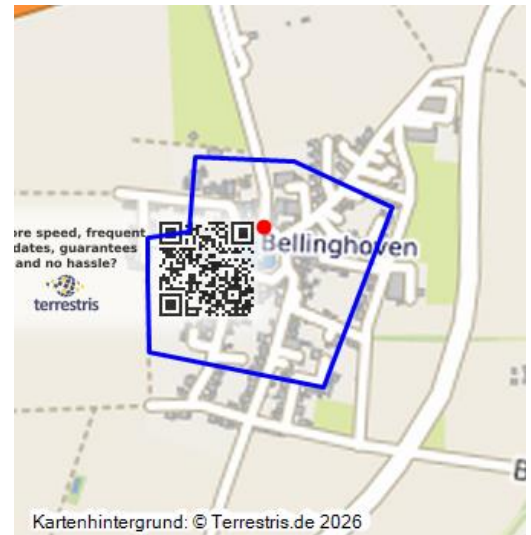 ore speed, frequent
dates, guarantees
and no hassle?
terrestris
Bellinghoven
B
Kartenhintergrund: © Terrestris.de 2026